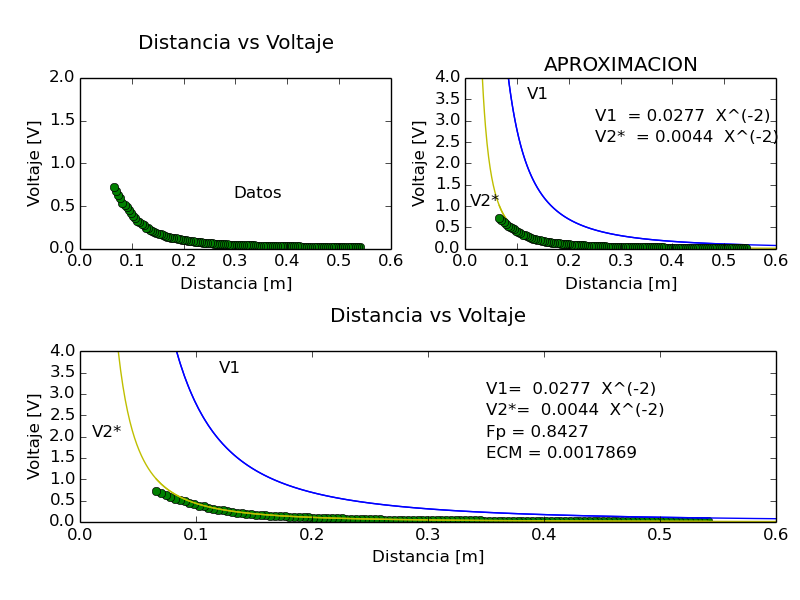 Distancia vs Voltaje
2.0
1.5
1.0
0.5
0.0
Voltaje [V]
Datos
0.0 0.1 0.2 0.3 0.4 0.5 0.6
Distancia [m]
APROXIMACION
4.0
3.5
3.0
2.5
2.0
1.5
1.0
0.5
0.0
Voltaje [V]
V1
V1  = 0.0277  X^(-2)
V2*  = 0.0044  X^(-2)
V2*
0.0 0.1 0.2 0.3 0.4 0.5 0.6
Distancia [m]
Distancia vs Voltaje
4.0
3.5
3.0
2.5
2.0
1.5
1.0
0.5
0.0
Voltaje [V]
V1
V1=  0.0277  X^(-2)
V2*=  0.0044  X^(-2)
V2*
Fp = 0.8427
ECM = 0.0017869
0.0 0.1 0.2 0.3 0.4 0.5 0.6
Distancia [m]